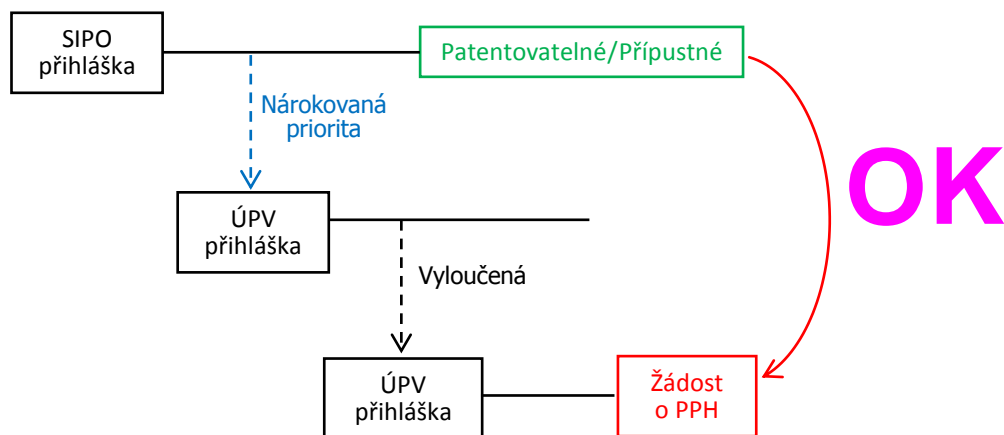 SIPO
přihláška
Patentovatelné/Přípustné
Nárokovaná
priorita
OK
ÚPV
přihláška
Vyloučená
ÚPV
přihláška
Žádost
o PPH